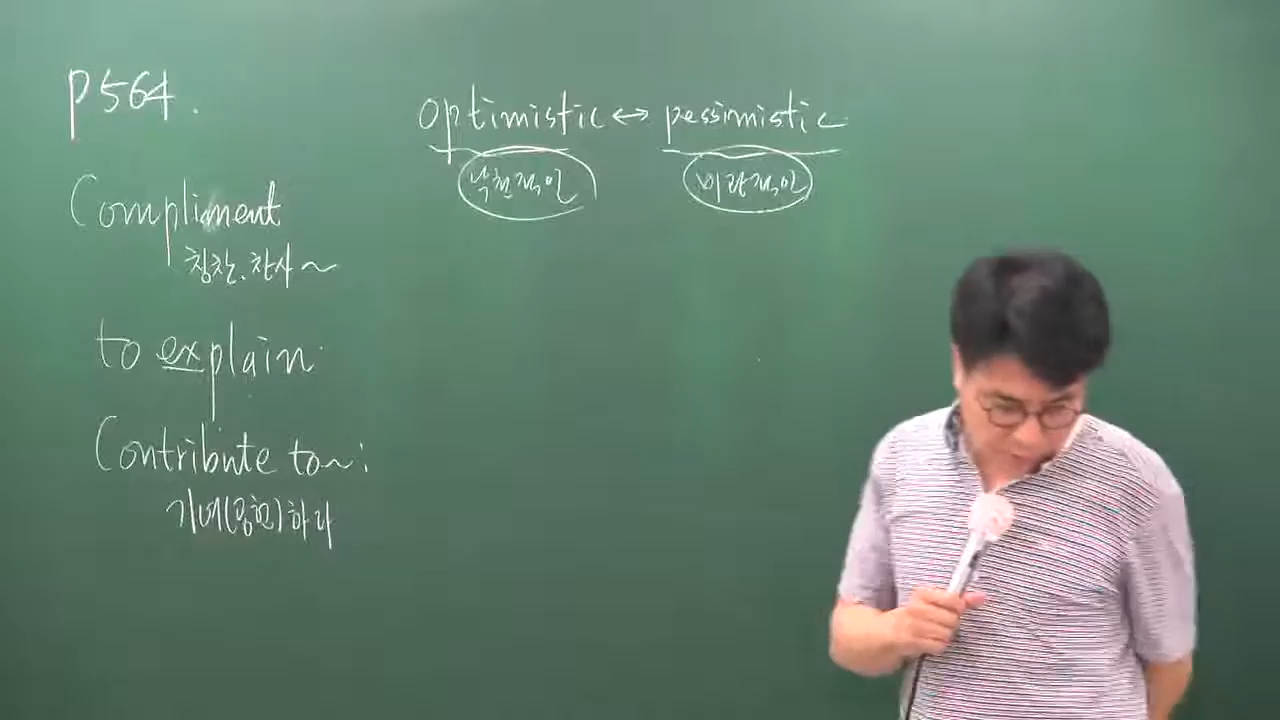 p564.
Compliment
칭찬. 찬사~
to explain
Contribute to~:
기여(공헌)하다
optimistic ↔ pessimistic
낙천적인 비관적인